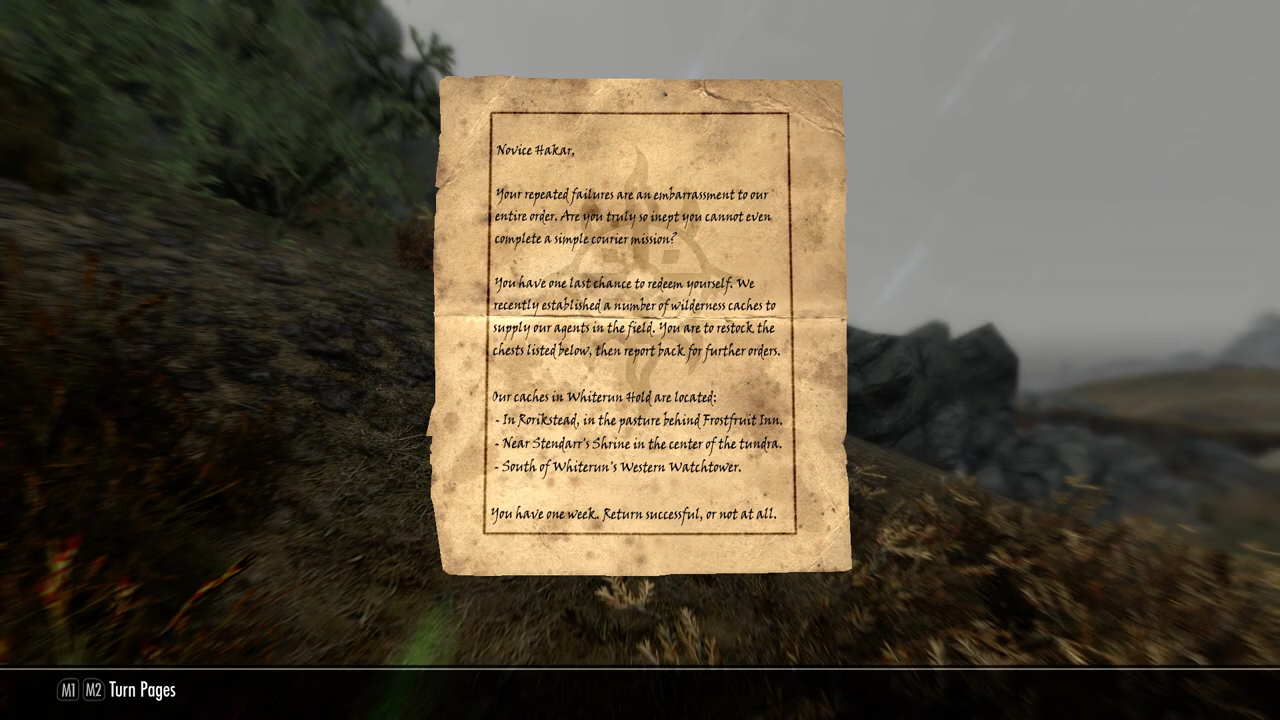 Novice Hakar,
Your repeated failures are an embarrassment to our
entire order. Are you truly so inept you cannot even
complete a simple courier mission?
You have one last chance to redeem yourself. We
recently established a number of wilderness caches to
supply our agents in the field. You are to restock the
chests listed below, then report back for further orders.
Our caches in Whiterun Hold are located:
- In Rorikstead, in the pasture behind Frostfruit Inn.
- Near Stendarr's Shrine in the center of the tundra.
- South of Whiterun's Western Watchtower.
You have one week. Return successful, or not at all.
M1 M2 Turn Pages